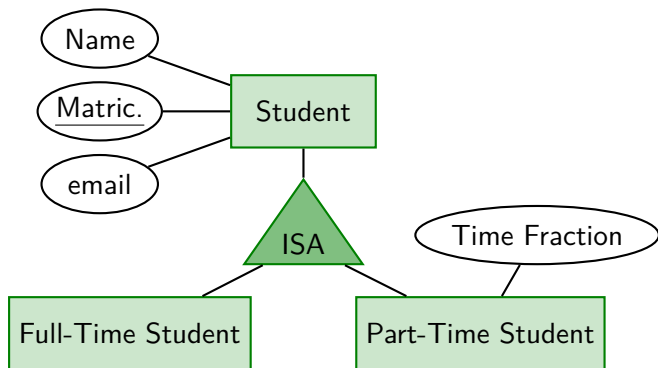 Name
Matric.
Student
email
ISA
Time Fraction
Full-Time Student
Part-Time Student